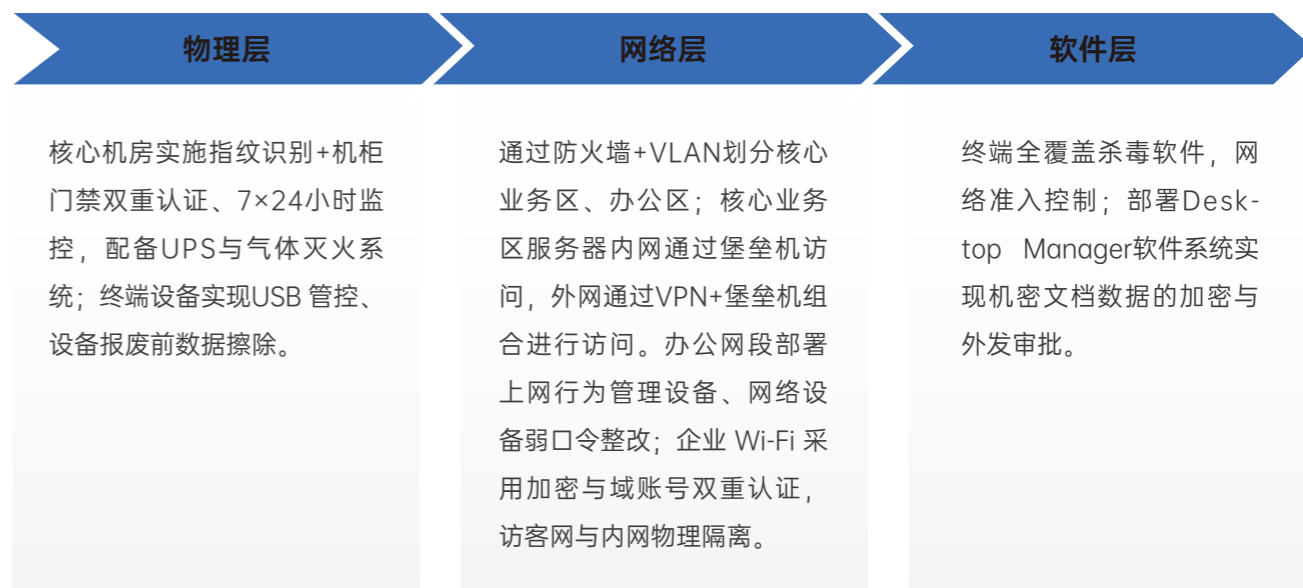 物理层
核心机房实施指纹识别+机柜
门禁双重认证、7×24小时监
控，配备UPS与气体灭火系
统；终端设备实现USB 管控、
设备报废前数据擦除。
网络层
通过防火墙+VLAN划分核心
业务区、办公区；核心业务
区服务器内网通过堡垒机访
问，外网通过VPN+堡垒机组
合进行访问。办公网段部署
上网行为管理设备、网络设
备弱口令整改；企业 Wi-Fi 采
用加密与域账号双重认证，
访客网与内网物理隔离。
软件层
终端全覆盖杀毒软件，网
络准入控制；部署Desk-
top Manager软件系统实
现机密文档数据的加密与
外发审批。